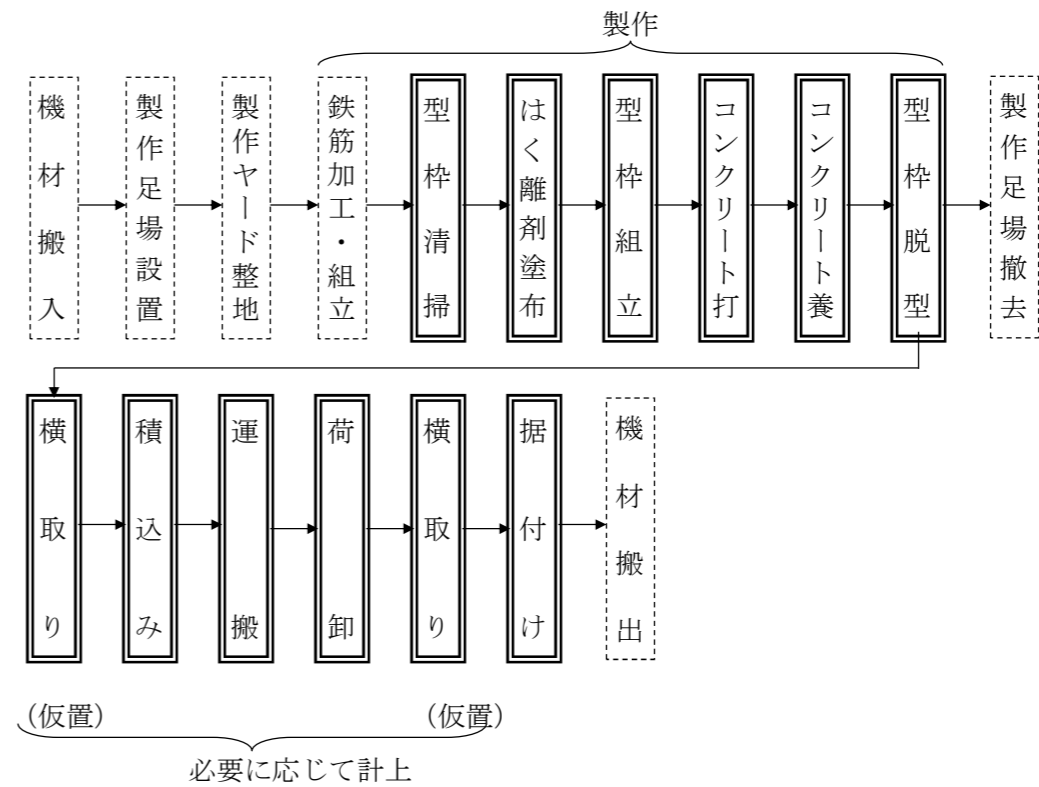 製作
機材搬入
製作足場設置
製作ヤード整地
鉄筋加工・組立
型枠清掃
はく離剤塗布
型枠組立
コンクリート打
コンクリート養
型枠脱型
製作足場撤去
横取り
積込み
運搬
荷卸
横取り
据付け
機材搬出
(仮置)
(仮置)
必要に応じて計上